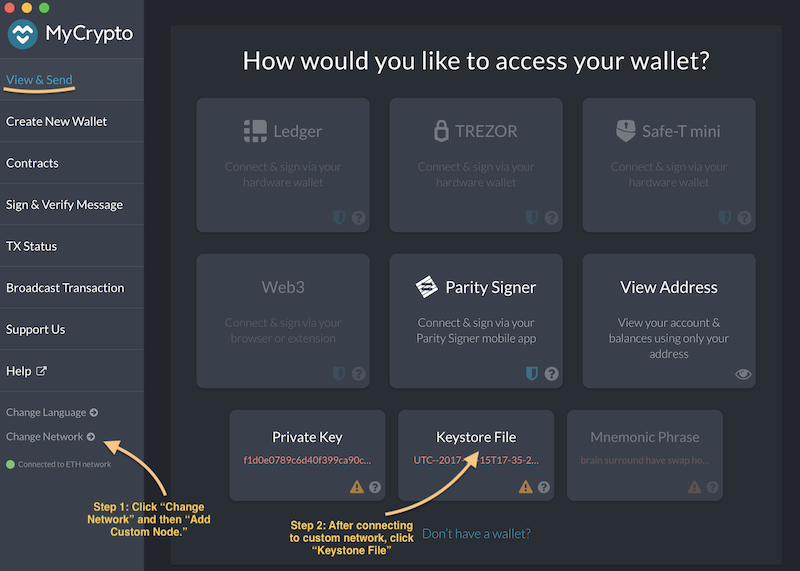 MyCrypto
View & Send
Create New Wallet
Contracts
Sign & Verify Message
TX Status
Broadcast Transaction
Support Us
Help
Change Language
Change Network
Connected to ETH network
Step 1: Click “Change
Network” and then “Add
Custom Node.”
How would you like to access your wallet?
Ledger
Connect & sign via your
hardware wallet
?
TREZOR
Connect & sign via your
hardware wallet
?
Safe-T mini
Connect & sign via your
hardware wallet
?
Web3
Connect & sign via your
browser or extension
?
Parity Signer
Connect & sign via your
Parity Signer mobile app
?
View Address
View your account &
balances using only your
address
Private Key
f1d0e0789c6d40f399ca90c...
?
Keystore File
UTC--2017- -15T17-35-2...
?
Mnemonic Phrase
brain surround have swap ho...
?
Step 2: After connecting
to custom network, click
“Keystone File”
Don’t have a wallet?